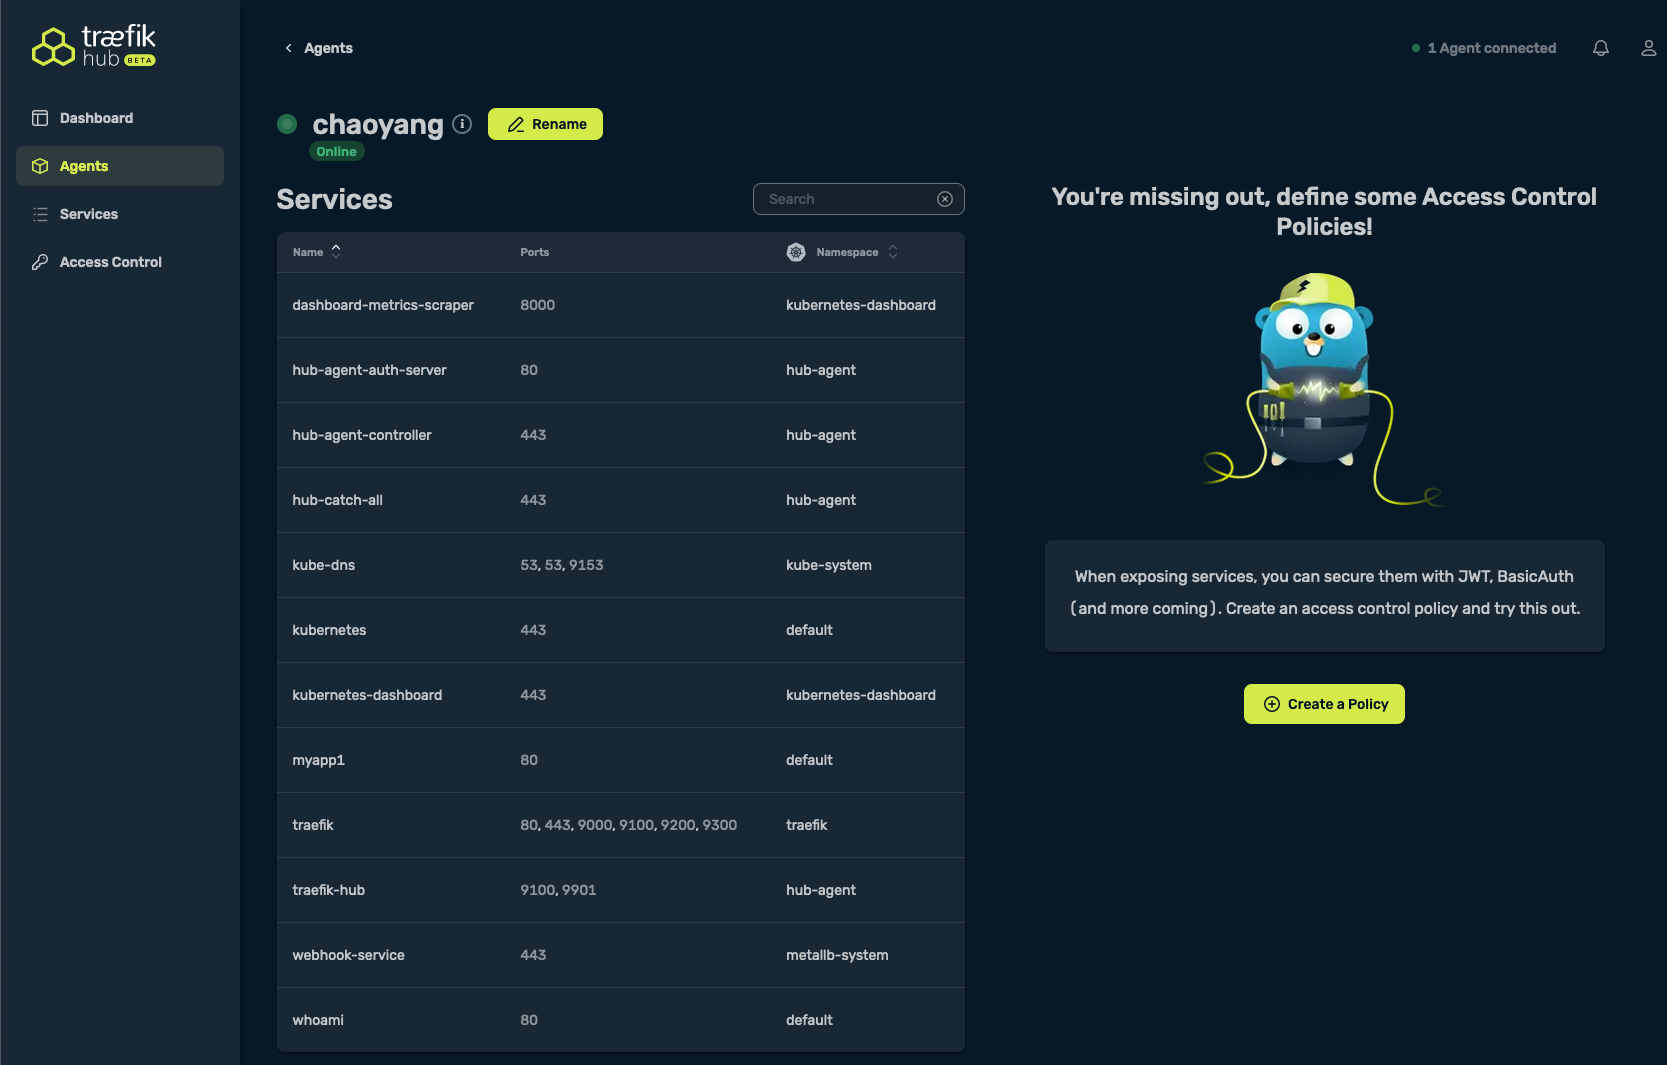 træfik
hub BETA
Dashboard
Agents
Services
Access Control
Agents
1 Agent connected
chaoyang
Rename
Online
Services
Search
Name Ports Namespace
dashboard-metrics-scraper 8000 kubernetes-dashboard
hub-agent-auth-server 80 hub-agent
hub-agent-controller 443 hub-agent
hub-catch-all 443 hub-agent
kube-dns 53, 53, 9153 kube-system
kubernetes 443 default
kubernetes-dashboard 443 kubernetes-dashboard
myapp1 80 default
traefik 80, 443, 9000, 9100, 9200, 9300 traefik
traefik-hub 9100, 9901 hub-agent
webhook-service 443 metallb-system
whoami 80 default
You're missing out, define some Access Control
Policies!
When exposing services, you can secure them with JWT, BasicAuth
(and more coming). Create an access control policy and try this out.
Create a Policy